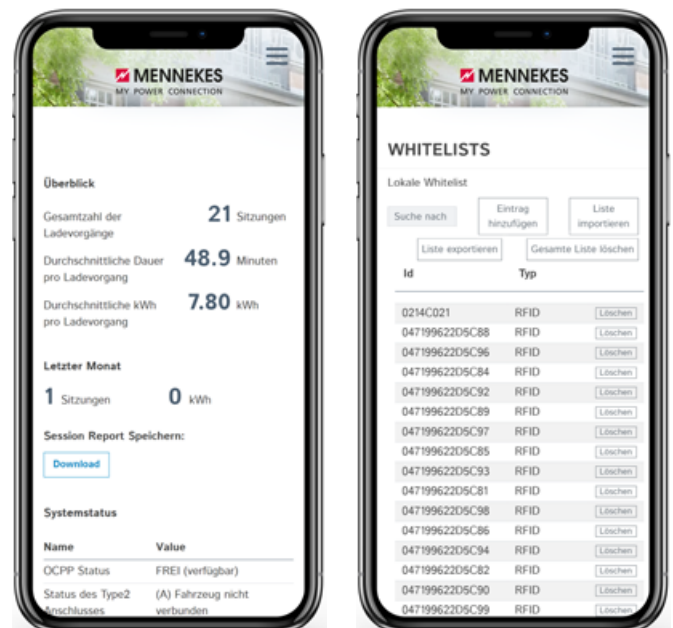 MENNEKES
MY POWER CONNECTION
Überblick
Gesamtzahl der
Ladevorgänge
21 Sitzungen
Durchschnittliche Dauer
pro Ladevorgang
48.9 Minuten
Durchschnittliche kWh
pro Ladevorgang
7.80 kWh
Letzter Monat
1 Sitzungen 0 kWh
Session Report Speichern:
Download
Systemstatus
Name Value
OCPP Status FREI (verfügbar)
Status des Type2
Anschlusses
(A) Fahrzeug nicht
verbunden
MENNEKES
MY POWER CONNECTION
WHITELISTS
Lokale Whitelist
Suche nach
Eintrag
hinzufügen
Liste
importieren
Liste exportieren
Gesamte Liste löschen
Id Typ
0214C021 RFID Löschen
047199622D5C88 RFID Löschen
047199622D5C96 RFID Löschen
047199622D5C84 RFID Löschen
047199622D5C92 RFID Löschen
047199622D5C89 RFID Löschen
047199622D5C97 RFID Löschen
047199622D5C85 RFID Löschen
047199622D5C93 RFID Löschen
047199622D5C81 RFID Löschen
047199622D5C98 RFID Löschen
047199622D5C86 RFID Löschen
047199622D5C94 RFID Löschen
047199622D5C82 RFID Löschen
047199622D5C90 RFID Löschen
047199622D5C99 RFID Löschen